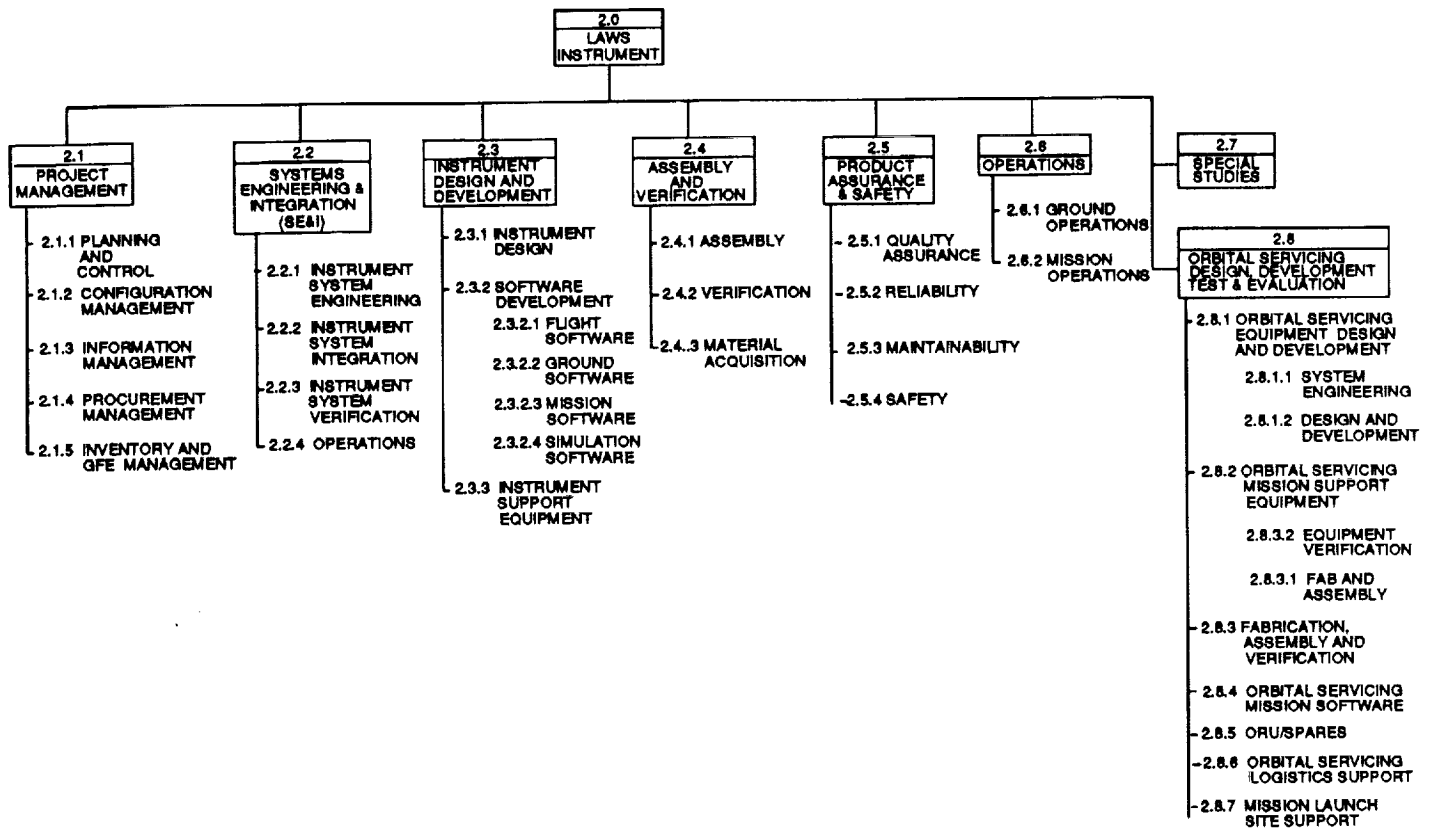 2.0
LAWS
INSTRUMENT
2.1
PROJECT
MANAGEMENT
2.1.1 PLANNING
AND
CONTROL
2.1.2 CONFIGURATION
MANAGEMENT
2.1.3 INFORMATION
MANAGEMENT
2.1.4 PROCUREMENT
MANAGEMENT
2.1.5 INVENTORY AND
GFE MANAGEMENT
2.2
SYSTEMS
ENGINEERING &
INTEGRATION
(SE&I)
2.2.1 INSTRUMENT
SYSTEM
ENGINEERING
2.2.2 INSTRUMENT
SYSTEM
INTEGRATION
2.2.3 INSTRUMENT
SYSTEM
VERIFICATION
2.2.4 OPERATIONS
2.3
INSTRUMENT
DESIGN AND
DEVELOPMENT
2.3.1 INSTRUMENT
DESIGN
2.3.2 SOFTWARE
DEVELOPMENT
2.3.2.1 FLIGHT
SOFTWARE
2.3.2.2 GROUND
SOFTWARE
2.3.2.3 MISSION
SOFTWARE
2.3.2.4 SIMULATION
SOFTWARE
2.3.3 INSTRUMENT
SUPPORT
EQUIPMENT
2.4
ASSEMBLY
AND
VERIFICATION
2.4.1 ASSEMBLY
2.4.2 VERIFICATION
2.4..3 MATERIAL
ACQUISITION
2.5
PRODUCT
ASSURANCE
& SAFETY
2.5.1 QUALITY
ASSURANCE
2.5.2 RELIABILITY
2.5.3 MAINTAINABILITY
2.5.4 SAFETY
2.6
OPERATIONS
2.6.1 GROUND
OPERATIONS
2.6.2 MISSION
OPERATIONS
2.7
SPECIAL
STUDIES
2.8
ORBITAL SERVICING
DESIGN, DEVELOPMENT
TEST & EVALUATION
2.8.1 ORBITAL SERVICING
EQUIPMENT DESIGN
AND DEVELOPMENT
2.8.1.1 SYSTEM
ENGINEERING
2.8.1.2 DESIGN AND
DEVELOPMENT
2.8.2 ORBITAL SERVICING
MISSION SUPPORT
EQUIPMENT
2.8.3.2 EQUIPMENT
VERIFICATION
2.8.3.1 FAB AND
ASSEMBLY
2.8.3 FABRICATION,
ASSEMBLY AND
VERIFICATION
2.8.4 ORBITAL SERVICING
MISSION SOFTWARE
2.8.5 ORU/SPARES
2.8.6 ORBITAL SERVICING
LOGISTICS SUPPORT
2.8.7 MISSION LAUNCH
SITE SUPPORT